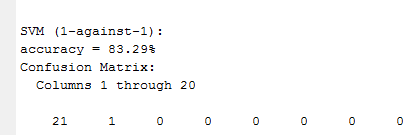 SVM (1-against-1):
accuracy = 83.29%
Confusion Matrix:
Columns 1 through 20
21 1 0 0 0 0 0 0